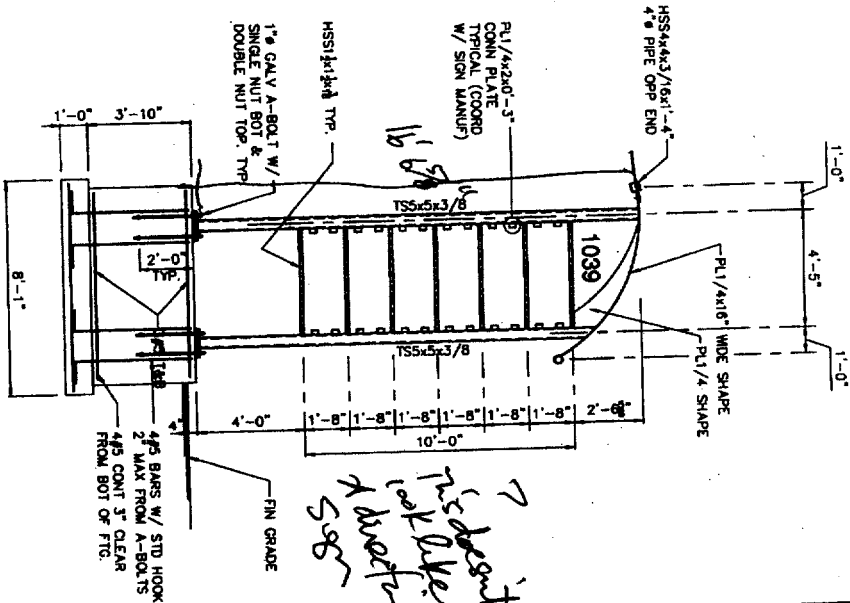 HSS4x4x3/16x1'-4"
4"ø PIPE OPP END
PL1/4x2x0'-3"
CONN PLATE
TYPICAL (COORD
W/ SIGN MANUF)
TYP.
1"ø GALV A-BOLT W/
SINGLE NUT BOT &
DOUBLE NUT TOP. TYP
1'-0"
4'-5"
1'-0"
PL1/4x16" WIDE SHAPE
PL1/4 SHAPE
1039
TS5x5x3/8
TS5x5x3/8
16'
1'-0"
3'-10"
8'-1"
2'-0"
TYP.
4"
4'-0"
1'-8"
1'-8"
1'-8"
1'-8"
1'-8"
1'-8"
10'-0"
FIN GRADE
4#5 BARS W/ STD HOOK
2" MAX FROM A-BOLTS
4#5 CONT 3" CLEAR
FROM BOT OF FTG.
?
This doesn't
look like
Sign